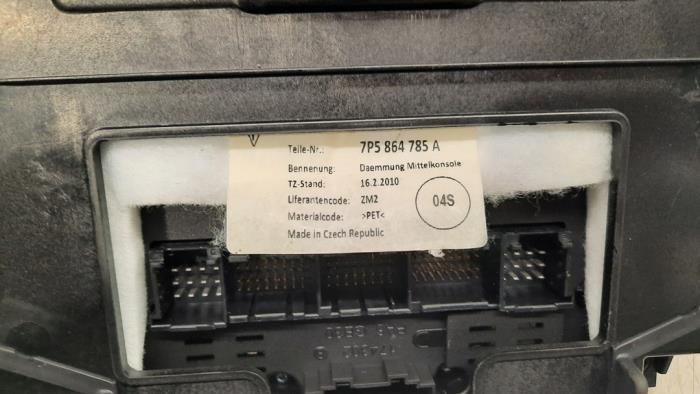 Teile-Nr.: 7P5 864 785 A
Bennenung: Daemmung Mittelkonsole
TZ-Stand: 16.2.2010
Liferantencode: ZM2
Materialcode: >PET<
04S
Made in Czech Republic